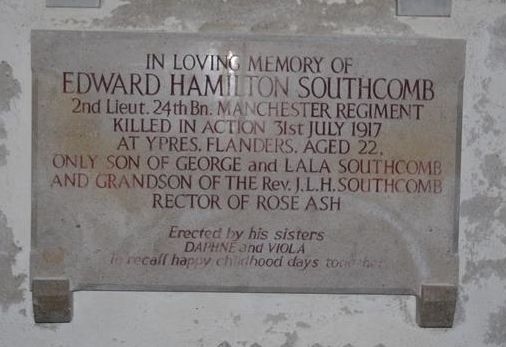 IN LOVING MEMORY OF
EDWARD HAMILTON SOUTHCOMB
2nd Lieut. 24th Bn. MANCHESTER REGIMENT
KILLED IN ACTION 31st JULY 1917
AT YPRES. FLANDERS. AGED 22.
ONLY SON OF GEORGE and LALA SOUTHCOMB
AND GRANDSON OF THE Rev. J.L.H. SOUTHCOMB
RECTOR OF ROSE ASH
Erected by his sisters
DAPHNE and VIOLA
To recall happy childhood days together